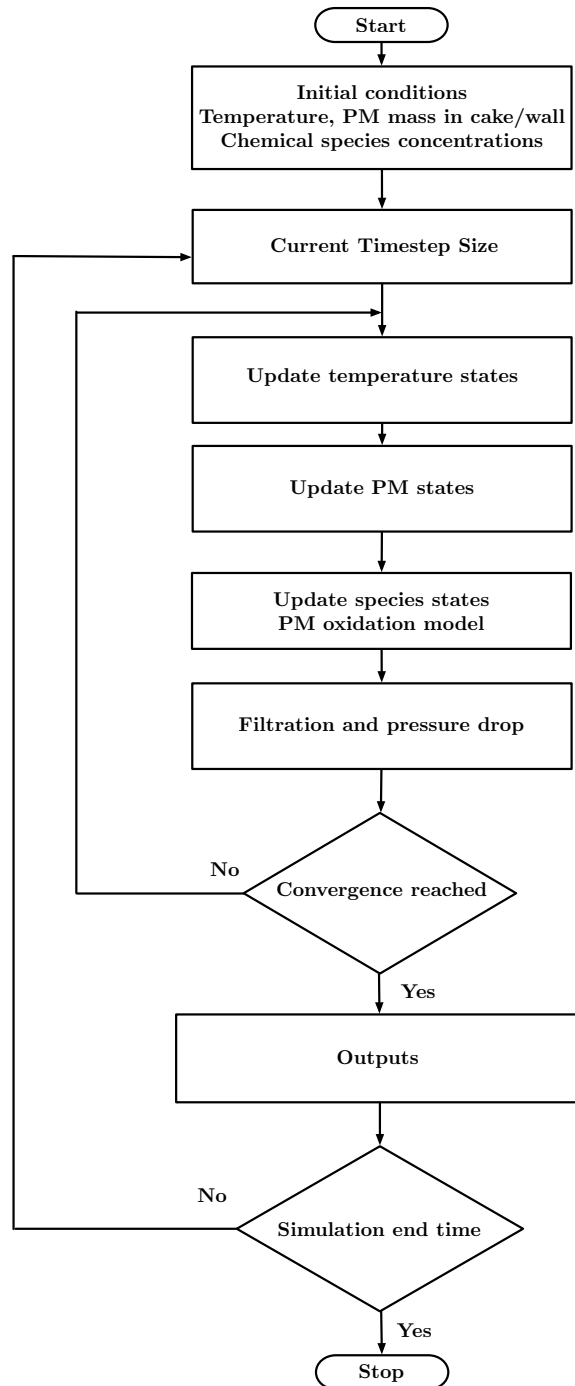 Start
Initial conditions
Temperature, PM mass in cake/wall
Chemical species concentrations
Current Timestep Size
Update temperature states
Update PM states
Update species states
PM oxidation model
Filtration and pressure drop
No
Convergence reached
Yes
Outputs
No
Simulation end time
Yes
Stop